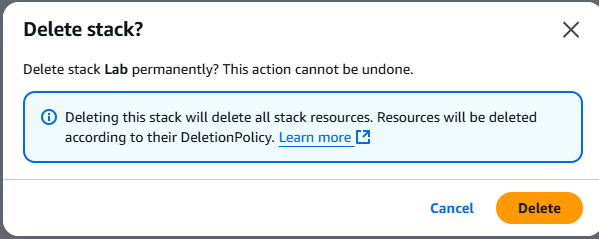 Delete stack?
Delete stack Lab permanently? This action cannot be undone.
Deleting this stack will delete all stack resources. Resources will be deleted
according to their DeletionPolicy. Learn more
Cancel
Delete